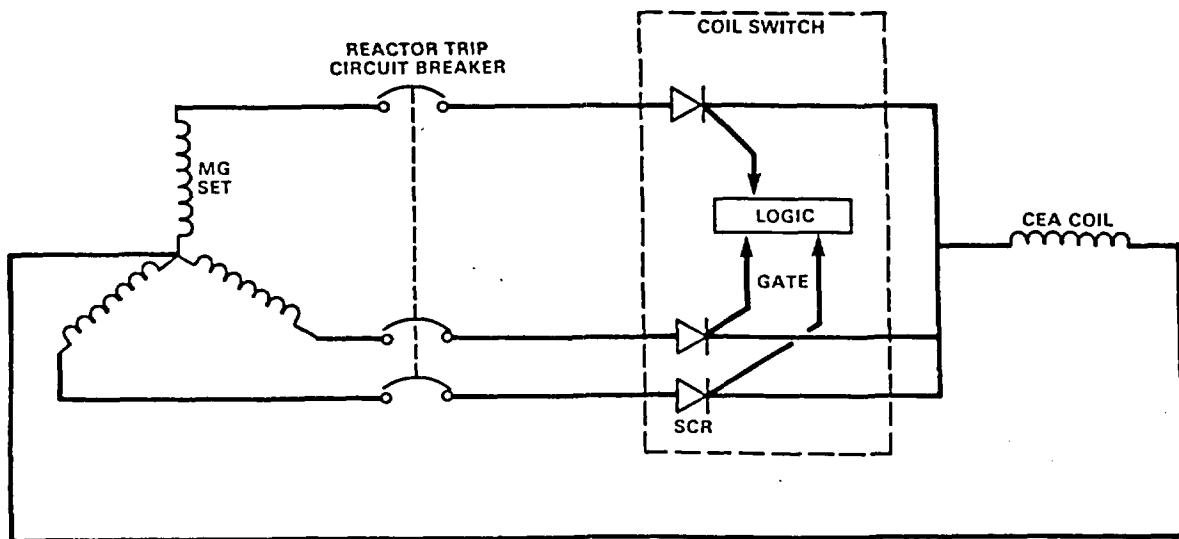 COIL SWITCH
REACTOR TRIP
CIRCUIT BREAKER
MG
SET
LOGIC
CEA COIL
GATE
SCR